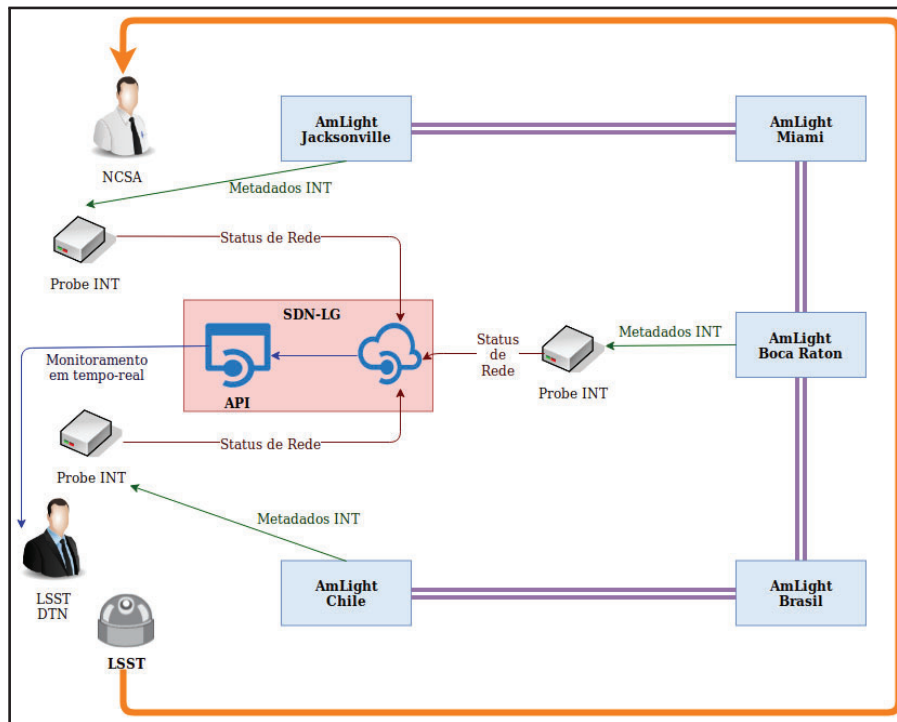 AmLight
Jacksonville
AmLight
Miami
NCSA
Metadados INT
Status de Rede
Probe INT
SDN-LG
Monitoramento
em tempo-real
API
Status
de
Rede
Metadados INT
Probe INT
AmLight
Boca Raton
Status de Rede
Probe INT
Metadados INT
LSST
DTN
LSST
AmLight
Chile
AmLight
Brasil